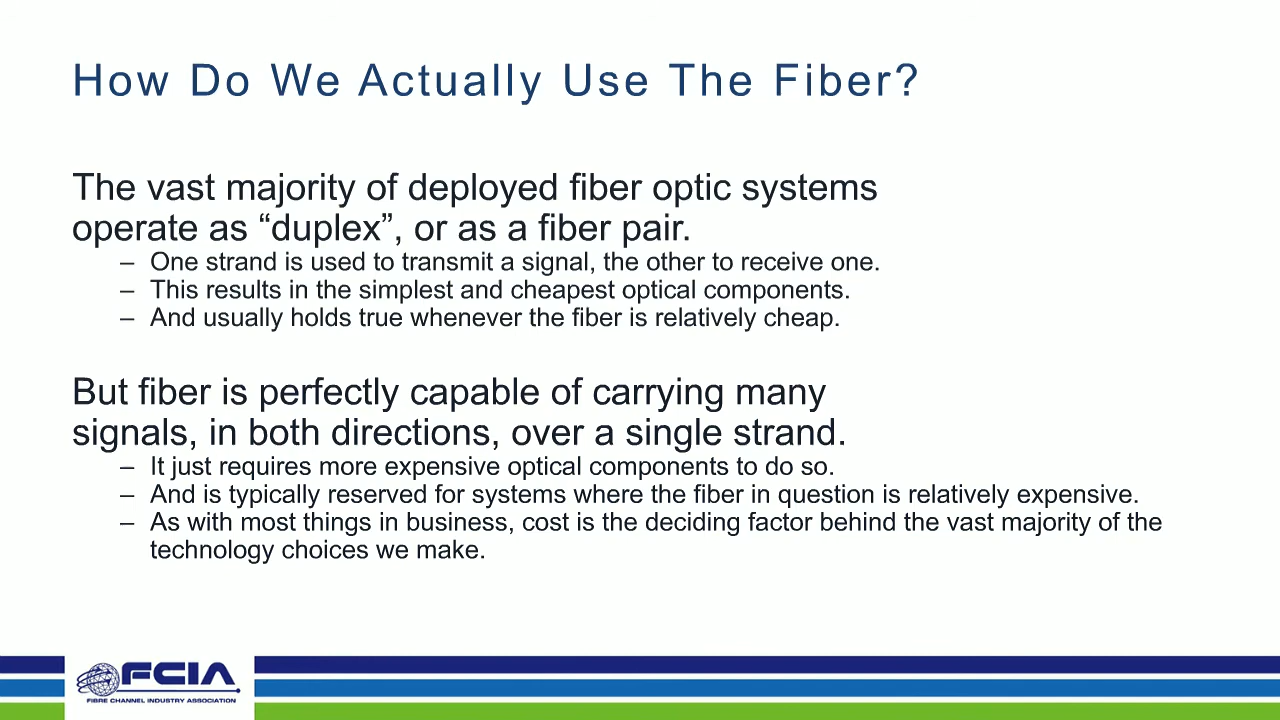 How Do We Actually Use The Fiber?
The vast majority of deployed fiber optic systems
operate as “duplex”, or as a fiber pair.
– One strand is used to transmit a signal, the other to receive one.
– This results in the simplest and cheapest optical components.
– And usually holds true whenever the fiber is relatively cheap.
But fiber is perfectly capable of carrying many
signals, in both directions, over a single strand.
– It just requires more expensive optical components to do so.
– And is typically reserved for systems where the fiber in question is relatively expensive.
– As with most things in business, cost is the deciding factor behind the vast majority of the
technology choices we make.
FCIA
FIBRE CHANNEL INDUSTRY ASSOCIATION